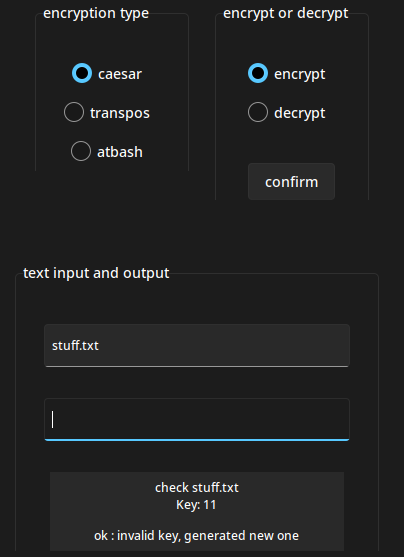 encryption type
encrypt or decrypt
caesar
encrypt
transpos
decrypt
atbash
confirm
text input and output
stuff.txt
check stuff.txt
Key: 11
ok : invalid key, generated new one